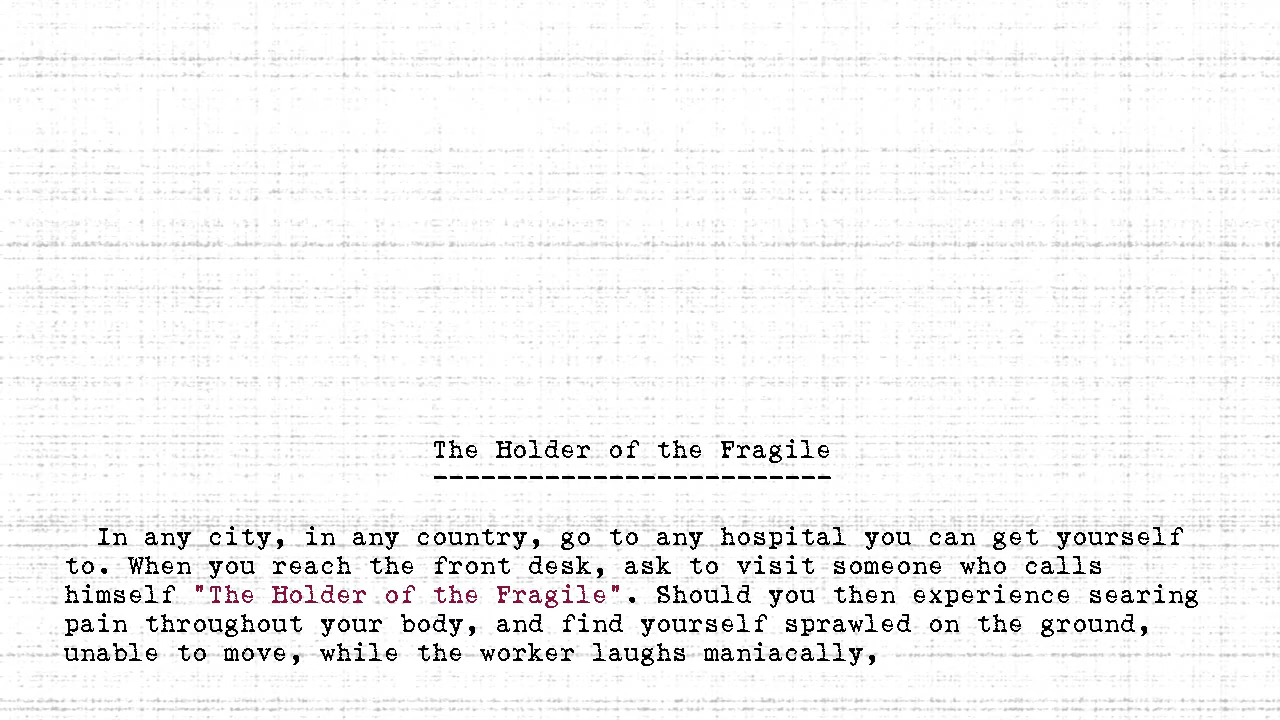 The Holder of the Fragile
-------------------------
In any city, in any country, go to any hospital you can get yourself
to. When you reach the front desk, ask to visit someone who calls
himself "The Holder of the Fragile". Should you then experience searing
pain throughout your body, and find yourself sprawled on the ground,
unable to move, while the worker laughs maniacally,